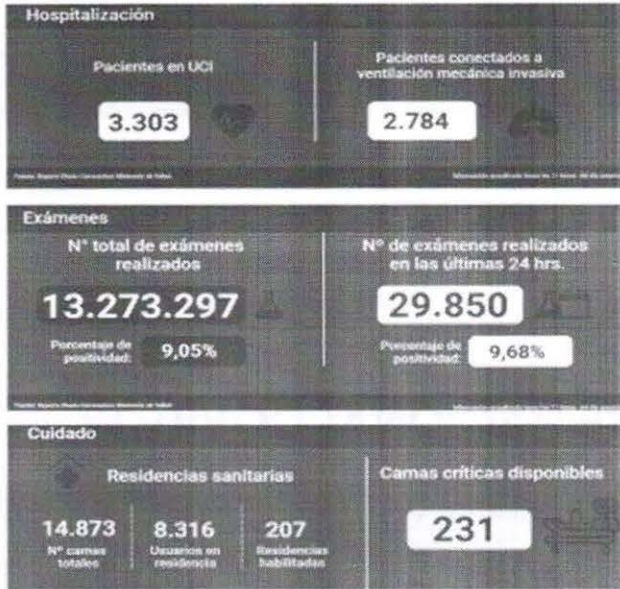 Hospitalización
Pacientes en UCI
3.303
Pacientes conectados a
ventilación mecánica invasiva
2.784
Exámenes
N° total de exámenes
realizados
13.273.297
Porcentaje de
positividad:
9,05%
Nº de exámenes realizados
en las últimas 24 hrs.
29.850
Porcentaje de
positividad:
9,68%
Cuidado
Residencias sanitarias
14.873
Nº camas
totales
8.316
Usuarios en
residencia
207
Residencias
habilitadas
Camas críticas disponibles
231